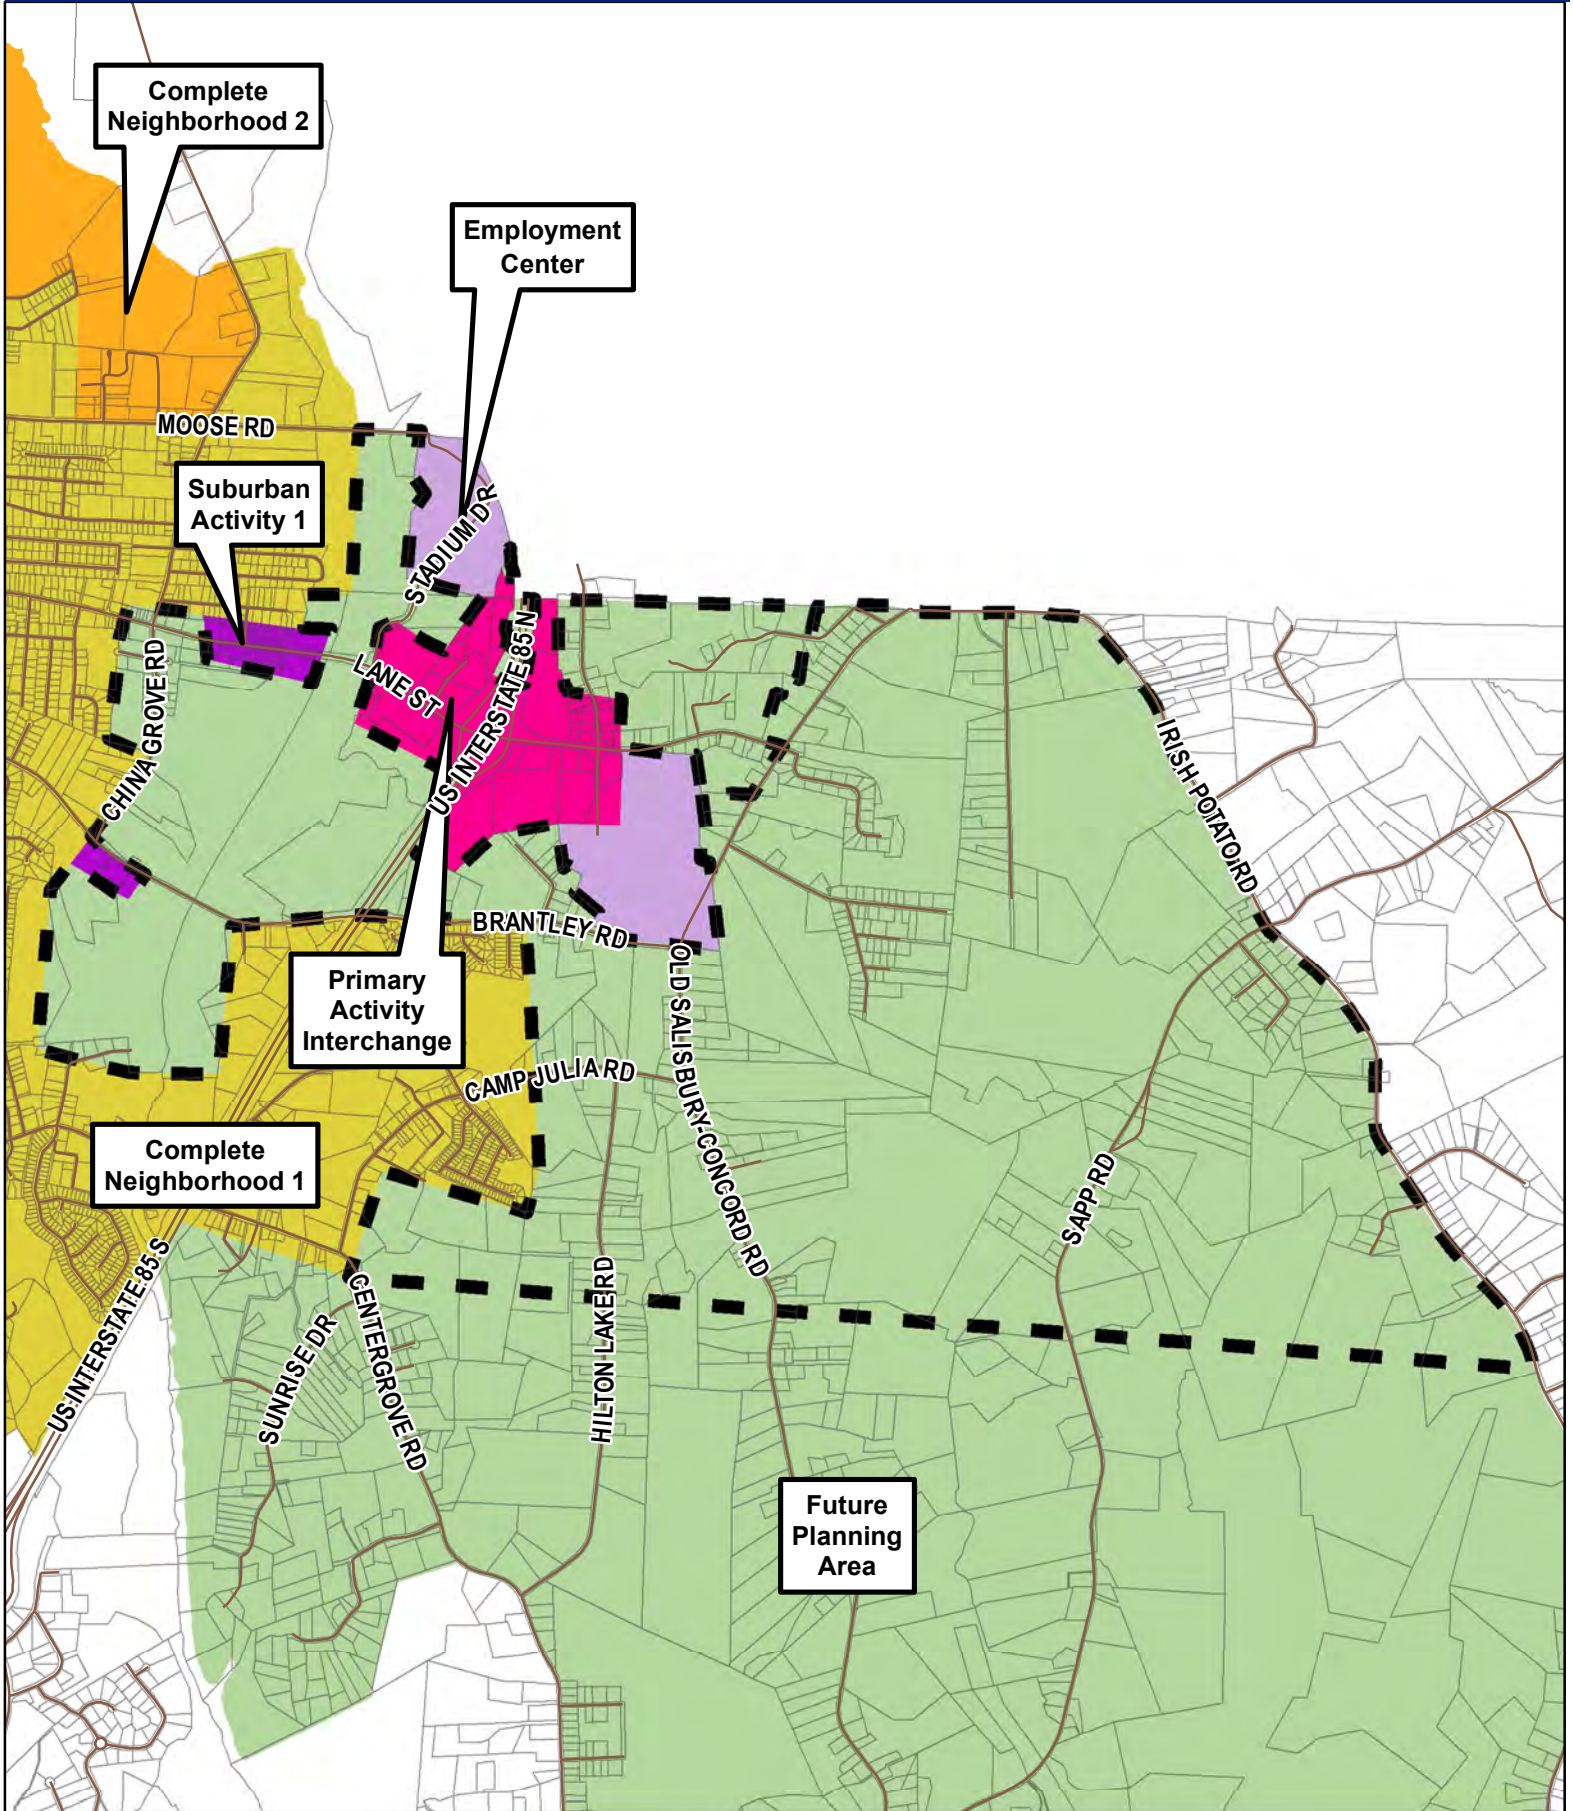 Complete
Neighborhood 2
Employment
Center
MOOSE RD
Suburban
Activity 1
STADIUM DR
LANE ST
US INTERSTATE 85 N
CHINA GROVE RD
IRISH POTATO RD
BRANTLEY RD
Primary
Activity
Interchange
OLD SALISBURY-CONCORD RD
CAMP JULIA RD
Complete
Neighborhood 1
SAPP RD
US INTERSTATE 85 S
SUNRISE DR
CENTERGROVE RD
HILTON LAKE RD
Future
Planning
Area